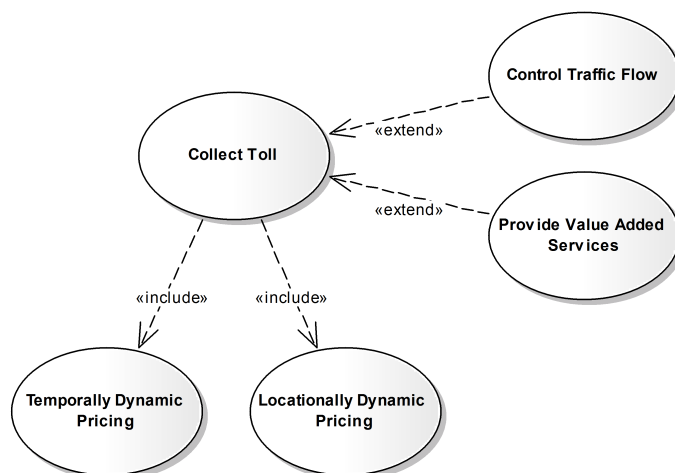 Control Traffic Flow
«extend»
Collect Toll
«extend»
Provide Value Added
Services
«include»
«include»
Temporally Dynamic
Pricing
Locationally Dynamic
Pricing